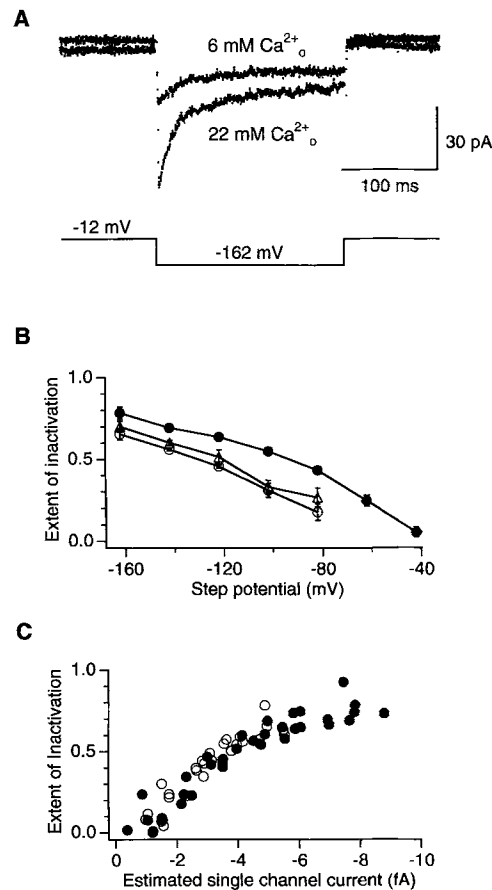 A
6 mM Ca2+o
22 mM Ca2+o
30 pA
100 ms
-12 mV
-162 mV
B
Extent of inactivation
1.0
0.5
0.0
-160 -120 -80 -40
Step potential (mV)
C
Extent of Inactivation
1.0
0.5
0.0
0 -2 -4 -6 -8 -10
Estimated single channel current (fA)